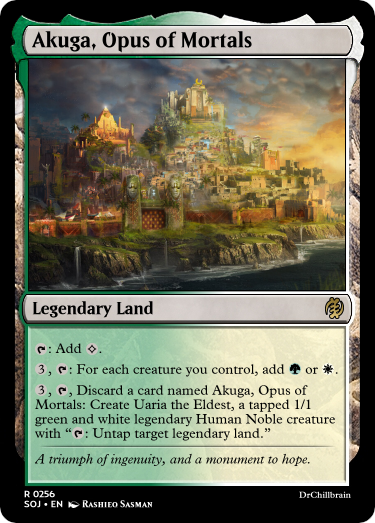 Akuga, Opus of Mortals
Legendary Land
: Add .
3, : For each creature you control, add or .
3, , Discard a card named Akuga, Opus of
Mortals: Create Uaria the Eldest, a tapped 1/1
green and white legendary Human Noble creature
with “: Untap target legendary land.”
A triumph of ingenuity, and a monument to hope.
R 0256
DrChillbrain
SOJ • EN Rashieo Sasman